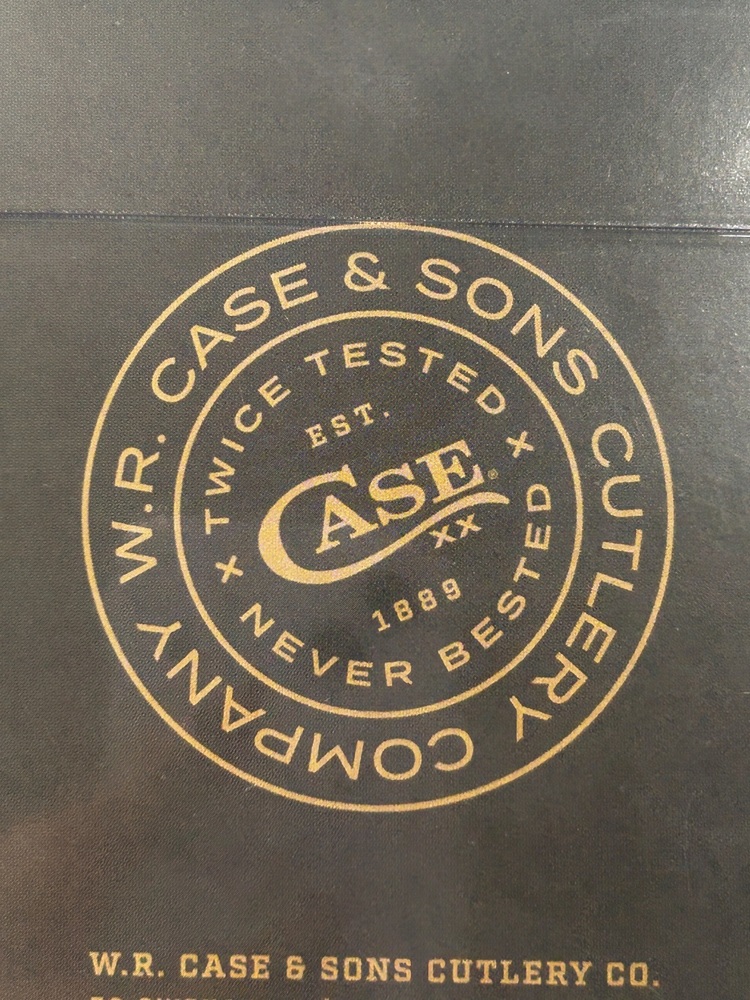 W.R. CASE & SONS CUTLERY COMPANY
X TWICE TESTED X
NEVER BESTED
EST.
CASE®
XX
1889
W.R. CASE & SONS CUTLERY CO.